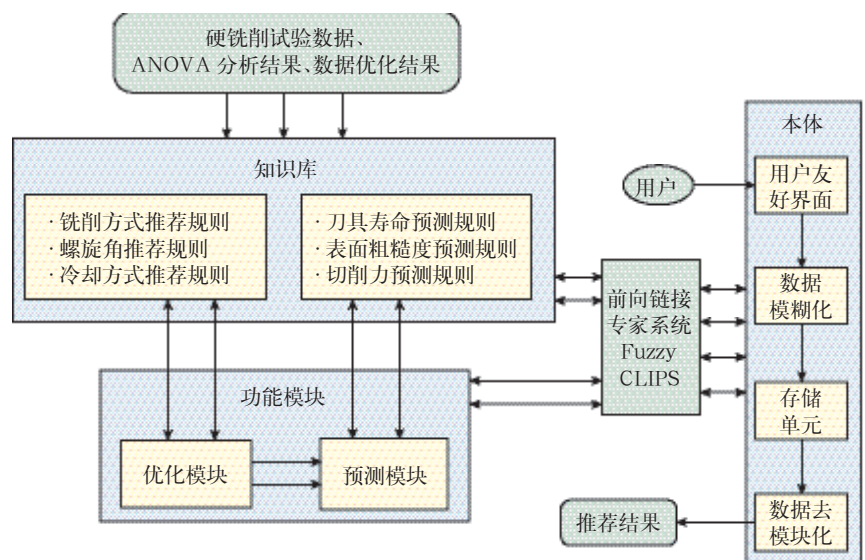 硬铣削试验数据、
ANOVA 分析结果、数据优化结果
知识库
· 铣削方式推荐规则
· 螺旋角推荐规则
· 冷却方式推荐规则
· 刀具寿命预测规则
· 表面粗糙度预测规则
· 切削力预测规则
功能模块
优化模块
预测模块
前向链接
专家系统
Fuzzy
CLIPS
用户
本体
用户友
好界面
数据
模糊化
存储
单元
数据去
模块化
推荐结果